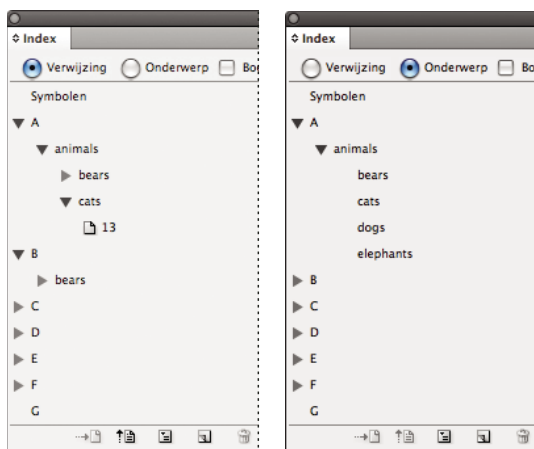 Index
Verwijzing Onderwerp
Symbolen
A
animals
bears
cats
13
B
bears
C
D
E
F
G
Index
Verwijzing Onderwerp
Symbolen
A
animals
bears
cats
dogs
elephants
B
C
D
E
F
G